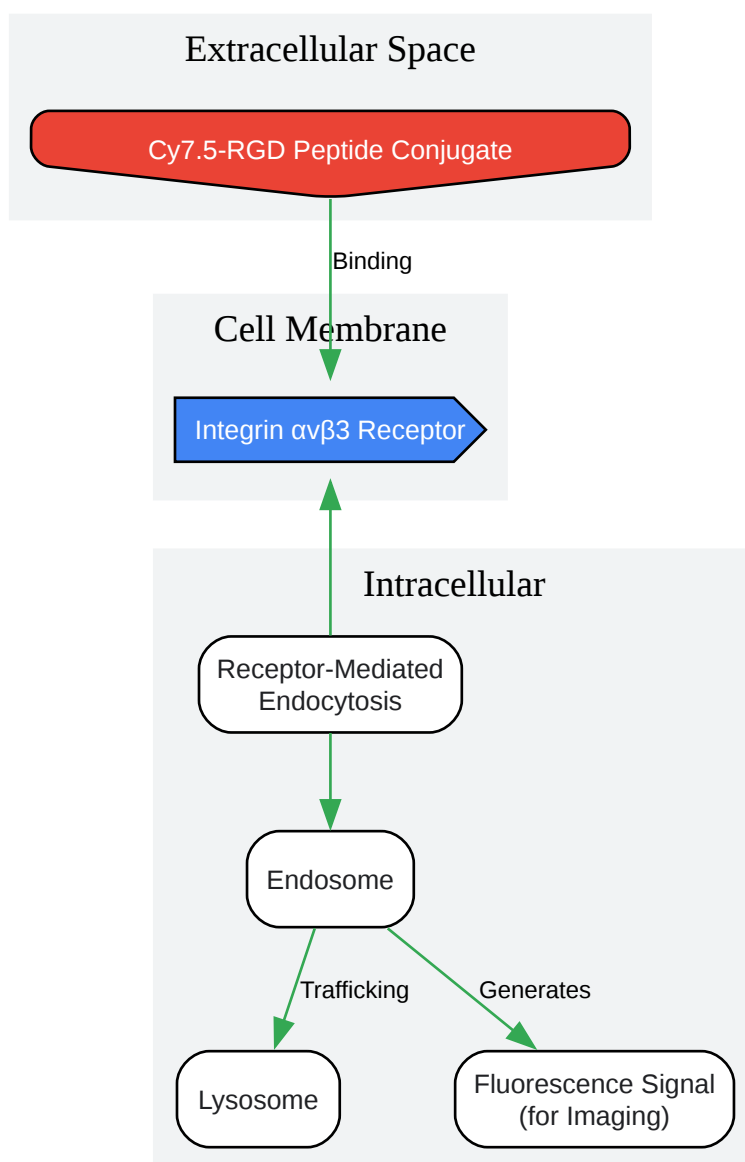 Extracellular Space
Cy7.5-RGD Peptide Conjugate
Binding
Cell Membrane
Integrin αvβ3 Receptor
Intracellular
Receptor-Mediated
Endocytosis
Endosome
Trafficking
Generates
Lysosome
Fluorescence Signal
(for Imaging)